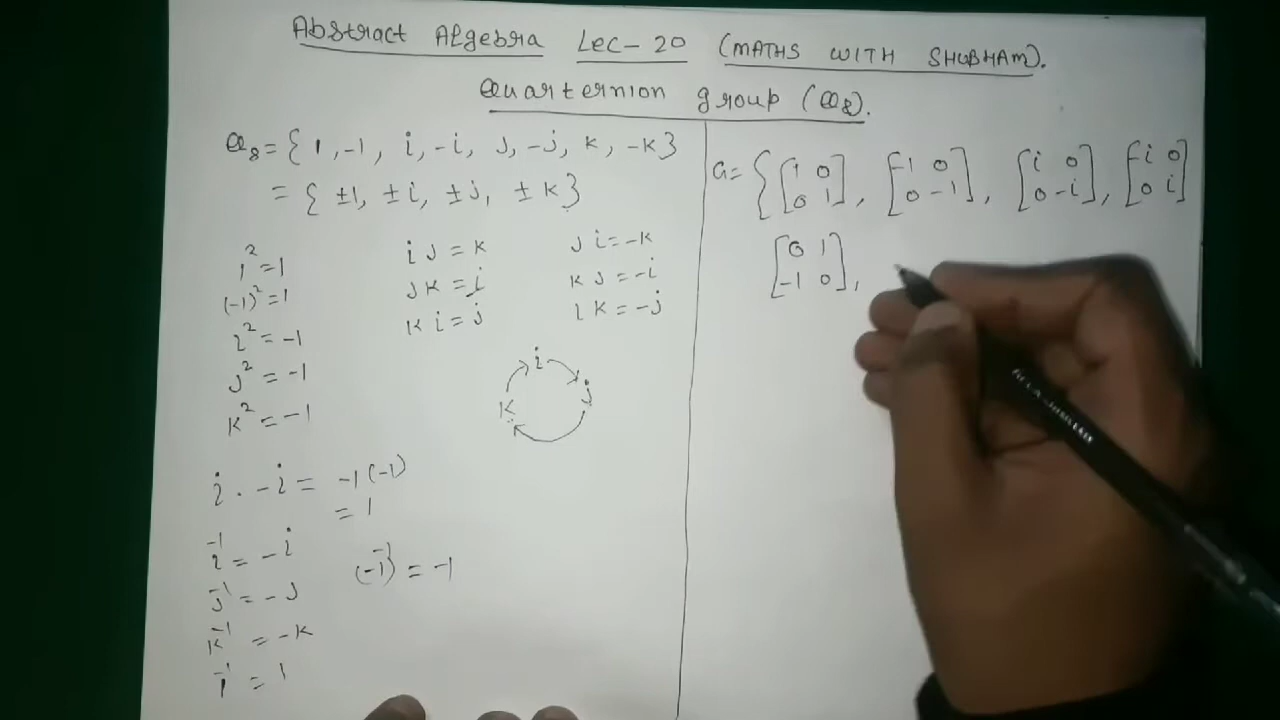 Abstract Algebra Lec-20 (MATHS WITH SHUBHAM).
Quarternion group (Q8).
Q8 = {1, -1, i, -i, j, -j, k, -k}
= {±1, ±i, ±j, ±k}
1² = 1
(-1)² = 1
i² = -1
j² = -1
k² = -1
ij = k
jk = i
ki = j
ji = -k
kj = -i
ik = -j
i
j
k
i . -i = -1(-1)
= 1
i⁻¹ = -i
j⁻¹ = -j
k⁻¹ = -k
1⁻¹ = 1
(-1)⁻¹ = -1
G = { [1 0; 0 1], [-1 0; 0 -1], [i 0; 0 -i], [-i 0; 0 i]
[0 1; -1 0],